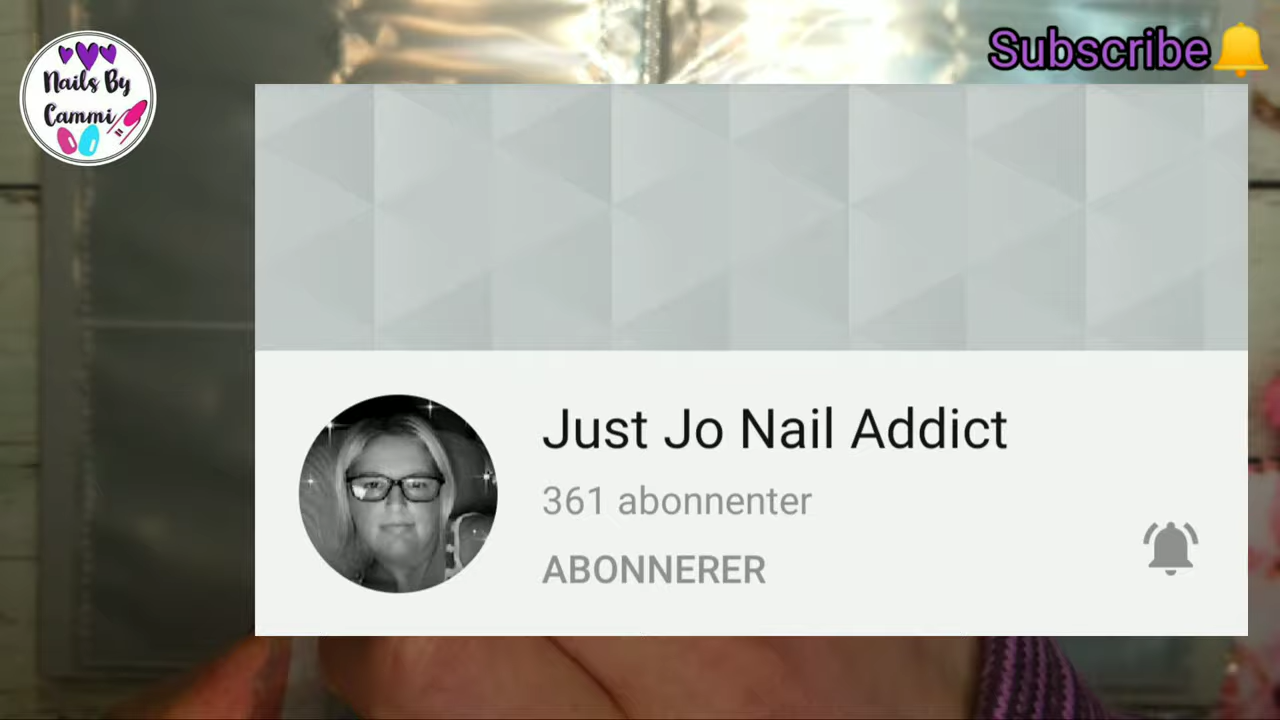 Nails By
Cammi
Subscribe
Just Jo Nail Addict
361 abonnenter
ABONNERER